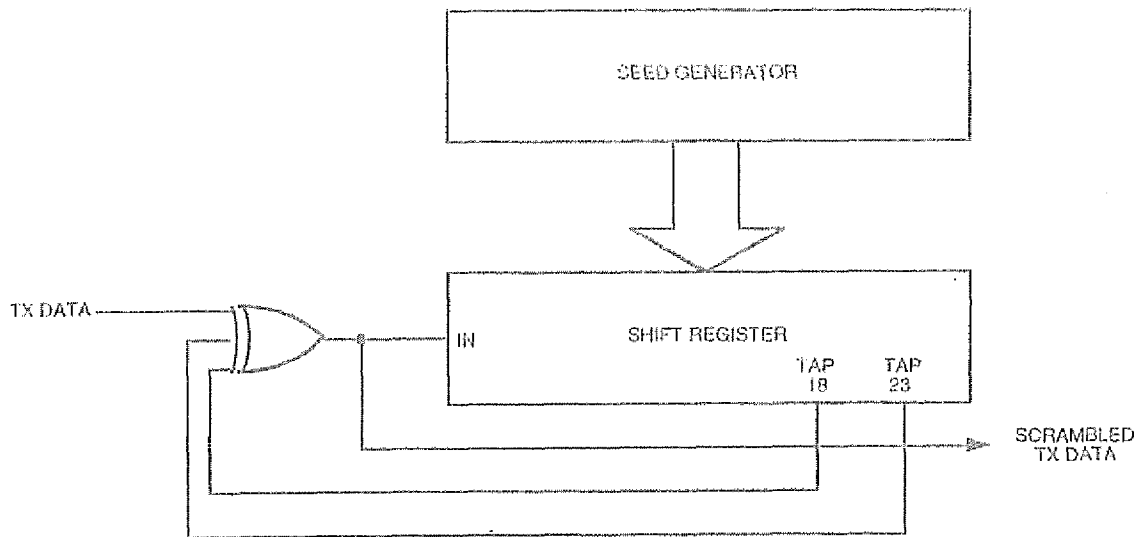 SEED GENERATOR
TX DATA
IN
SHIFT REGISTER
TAP
18
TAP
23
SCRAMBLED
TX DATA